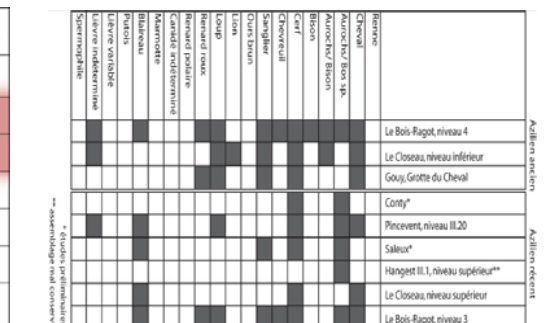 Renne
Cheval
Aurochs/ Bos sp.
Aurochs/ Bison
Bison
Cerf
Chevreuil
Sanglier
Ours brun
Lion
Loup
Renard roux
Renard polaire
Canidé indéterminé
Marmotte
Blaireau
Putois
Lièvre variable
Lièvre indéterminé
Spermophile
Azilien ancien
Le Bois-Ragot, niveau 4
Le Closeau, niveau inférieur
Gouy, Grotte du Cheval
Azilien récent
Conty*
Pincevent, niveau III.20
Saleux*
Hangest III.1, niveau supérieur**
Le Closeau, niveau supérieur
Le Bois-Ragot, niveau 3
* études préliminaires
** assemblage mal conserv